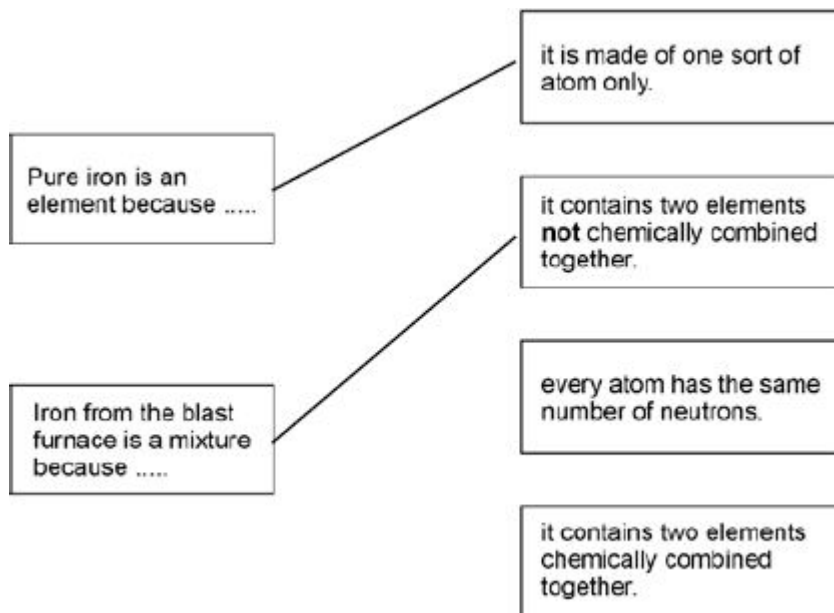 Pure iron is an
element because .....
Iron from the blast
furnace is a mixture
because .....
it is made of one sort of
atom only.
it contains two elements
not chemically combined
together.
every atom has the same
number of neutrons.
it contains two elements
chemically combined
together.